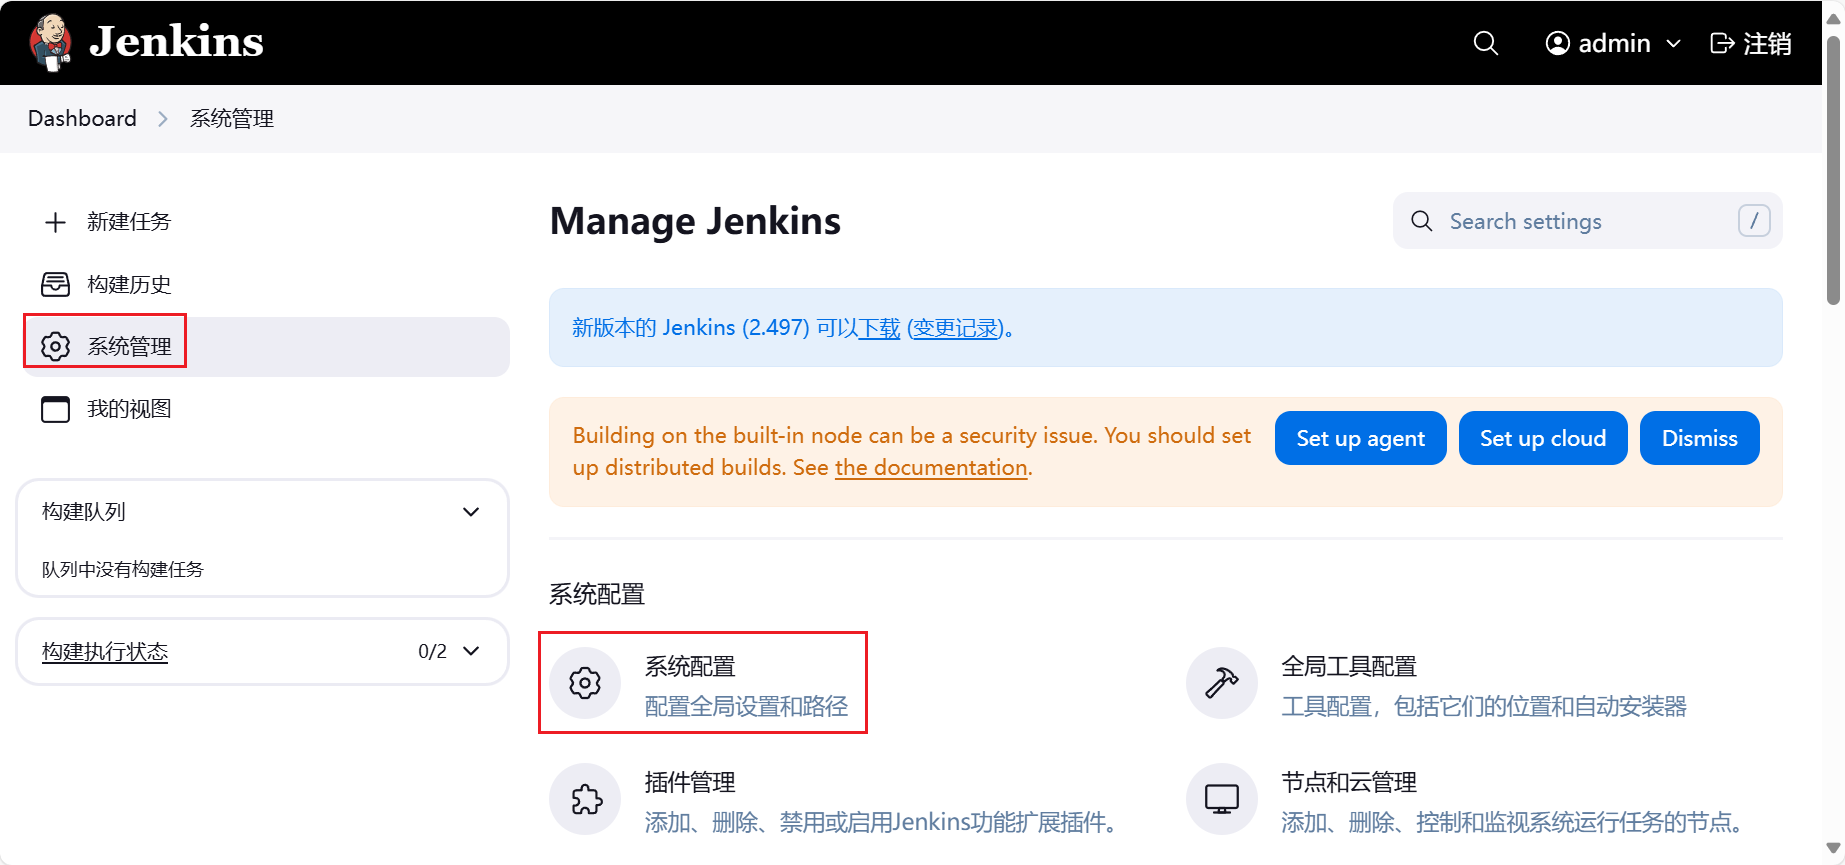 Jenkins
admin
注销
Dashboard
系统管理
新建任务
构建历史
系统管理
我的视图
构建队列
队列中没有构建任务
构建执行状态
0/2
Manage Jenkins
Search settings
/
新版本的 Jenkins (2.497) 可以下载 (变更记录)。
Building on the built-in node can be a security issue. You should set
up distributed builds. See the documentation.
Set up agent
Set up cloud
Dismiss
系统配置
系统配置
配置全局设置和路径
全局工具配置
工具配置，包括它们的位置和自动安装器
插件管理
添加、删除、禁用或启用Jenkins功能扩展插件。
节点和云管理
添加、删除、控制和监视系统运行任务的节点。